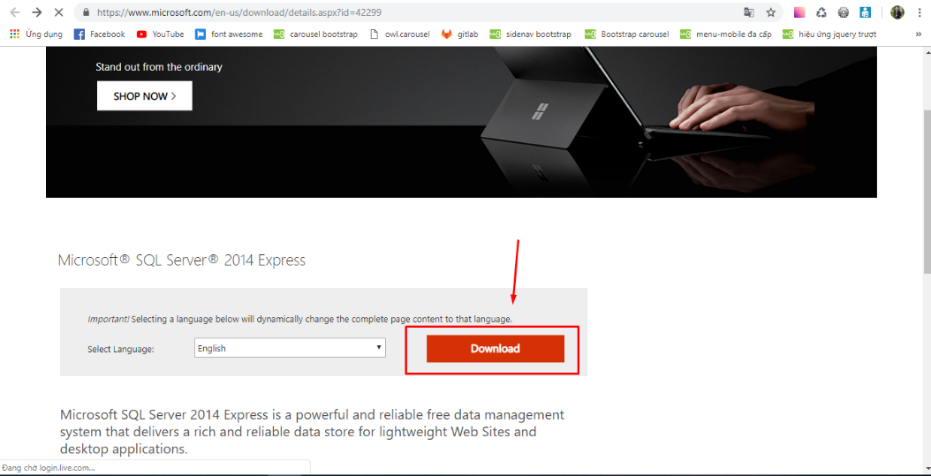 https://www.microsoft.com/en-us/download/details.aspx?id=42299
Ứng dụng Facebook YouTube font awesome carousel bootstrap owl.carousel gitlab sidenav bootstrap Bootstrap carousel menu-mobile đa cấp hiệu ứng jquery trượt »
Stand out from the ordinary
SHOP NOW >
Microsoft® SQL Server® 2014 Express
Important! Selecting a language below will dynamically change the complete page content to that language.
Select Language: English Download
Microsoft SQL Server 2014 Express is a powerful and reliable free data management
system that delivers a rich and reliable data store for lightweight Web Sites and
desktop applications.
Đang chờ login.live.com...